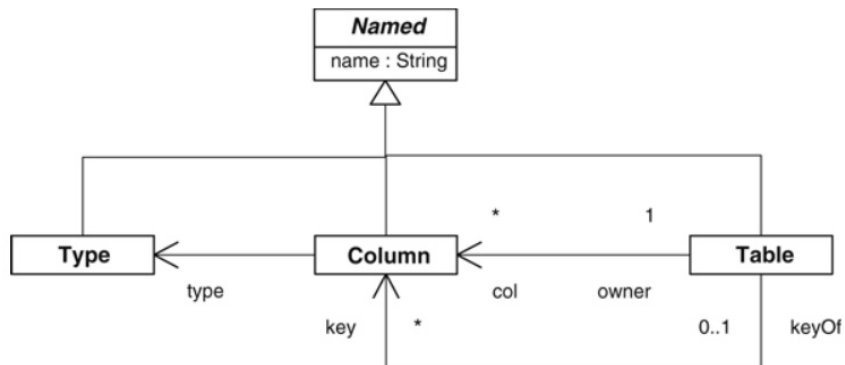 Named
name : String
* 1
Type Column Table
type col owner
key * 0..1 keyOf